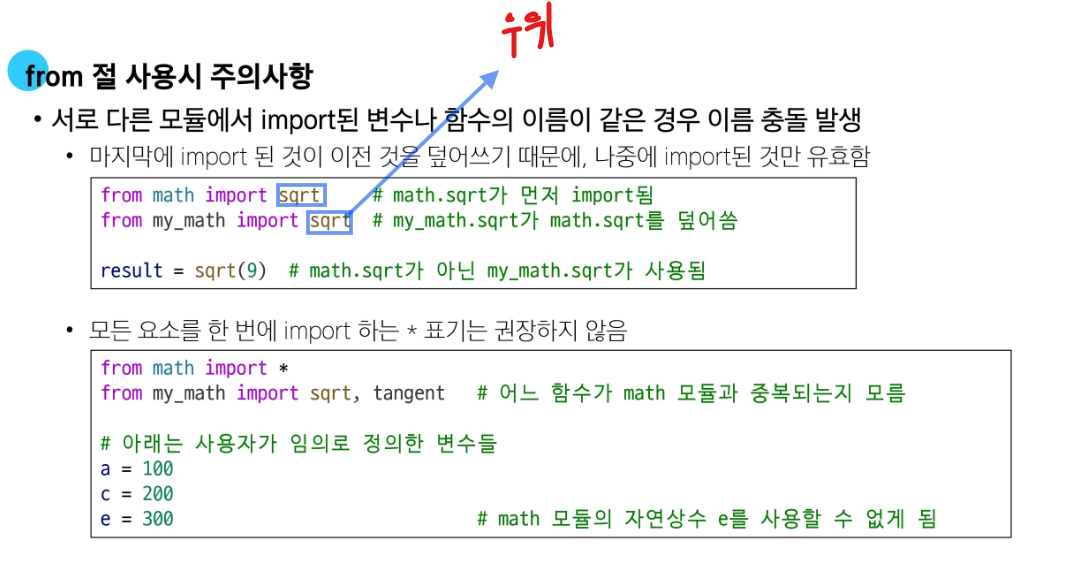 우위
from 절 사용시 주의사항
• 서로 다른 모듈에서 import된 변수나 함수의 이름이 같은 경우 이름 충돌 발생
• 마지막에 import 된 것이 이전 것을 덮어쓰기 때문에, 나중에 import된 것만 유효함
from math import sqrt # math.sqrt가 먼저 import됨
from my_math import sqrt # my_math.sqrt가 math.sqrt를 덮어씀
result = sqrt(9) # math.sqrt가 아닌 my_math.sqrt가 사용됨
• 모든 요소를 한 번에 import 하는 * 표기는 권장하지 않음
from math import *
from my_math import sqrt, tangent # 어느 함수가 math 모듈과 중복되는지 모름
# 아래는 사용자가 임의로 정의한 변수들
a = 100
c = 200
e = 300 # math 모듈의 자연상수 e를 사용할 수 없게 됨